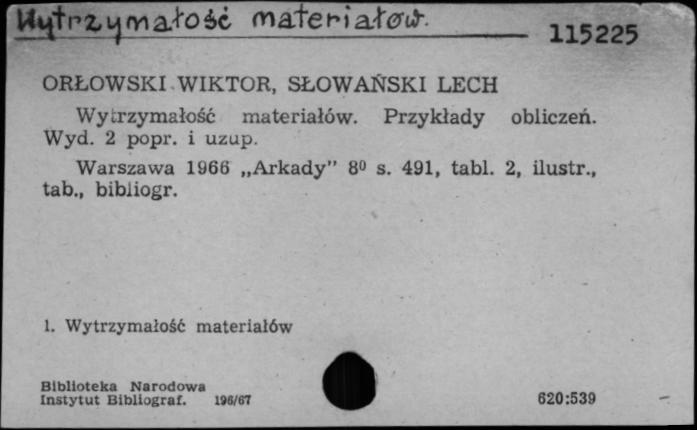 Wytrzymałość materiałów.
115225
ORŁOWSKI WIKTOR, SŁOWAŃSKI LECH
Wytrzymałość materiałów. Przykłady obliczeń.
Wyd. 2 popr. i uzup.
Warszawa 1966 „Arkady” 8⁰ s. 491, tabl. 2, ilustr.,
tab., bibliogr.
1. Wytrzymałość materiałów
Biblioteka Narodowa
Instytut Bibliograf. 196/67
620:539